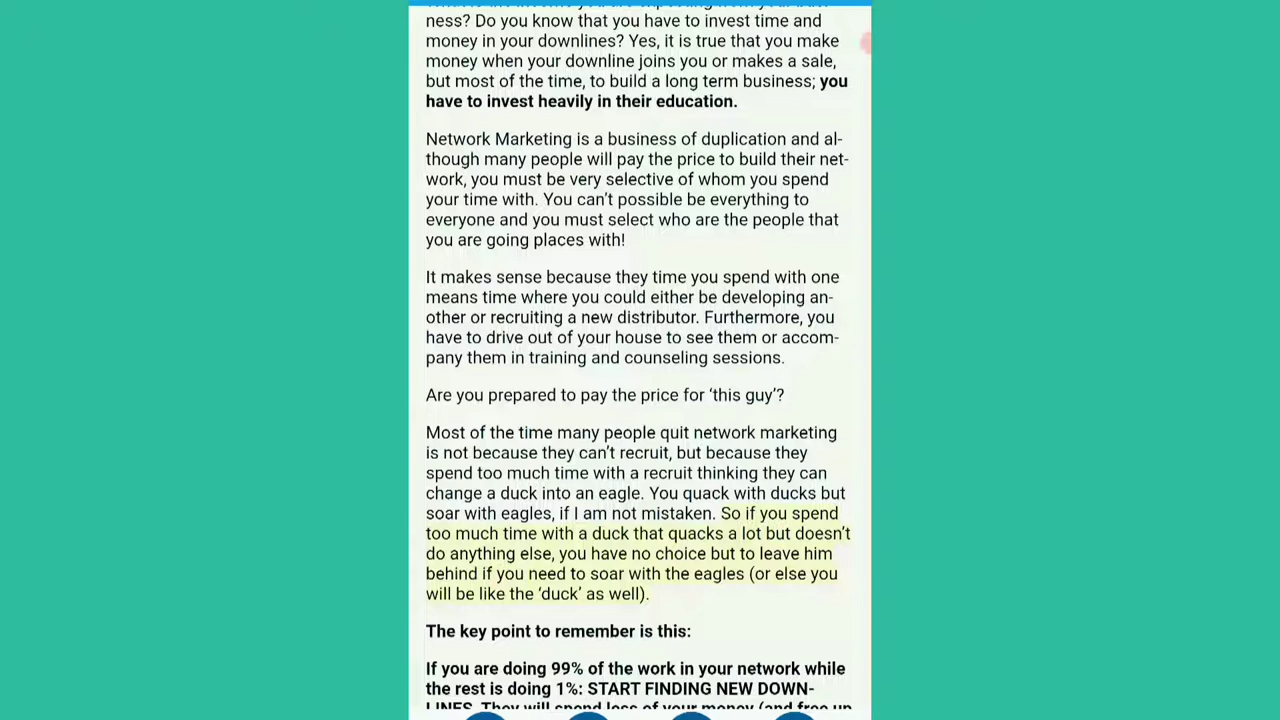 ness? Do you know that you have to invest time and
money in your downlines? Yes, it is true that you make
money when your downline joins you or makes a sale,
but most of the time, to build a long term business; you
have to invest heavily in their education.
Network Marketing is a business of duplication and al-
though many people will pay the price to build their net-
work, you must be very selective of whom you spend
your time with. You can’t possible be everything to
everyone and you must select who are the people that
you are going places with!
It makes sense because they time you spend with one
means time where you could either be developing an-
other or recruiting a new distributor. Furthermore, you
have to drive out of your house to see them or accom-
pany them in training and counseling sessions.
Are you prepared to pay the price for ‘this guy’?
Most of the time many people quit network marketing
is not because they can’t recruit, but because they
spend too much time with a recruit thinking they can
change a duck into an eagle. You quack with ducks but
soar with eagles, if I am not mistaken. So if you spend
too much time with a duck that quacks a lot but doesn’t
do anything else, you have no choice but to leave him
behind if you need to soar with the eagles (or else you
will be like the ‘duck’ as well).
The key point to remember is this:
If you are doing 99% of the work in your network while
the rest is doing 1%: START FINDING NEW DOWN-
LINES. They will spend less of your money (and free up